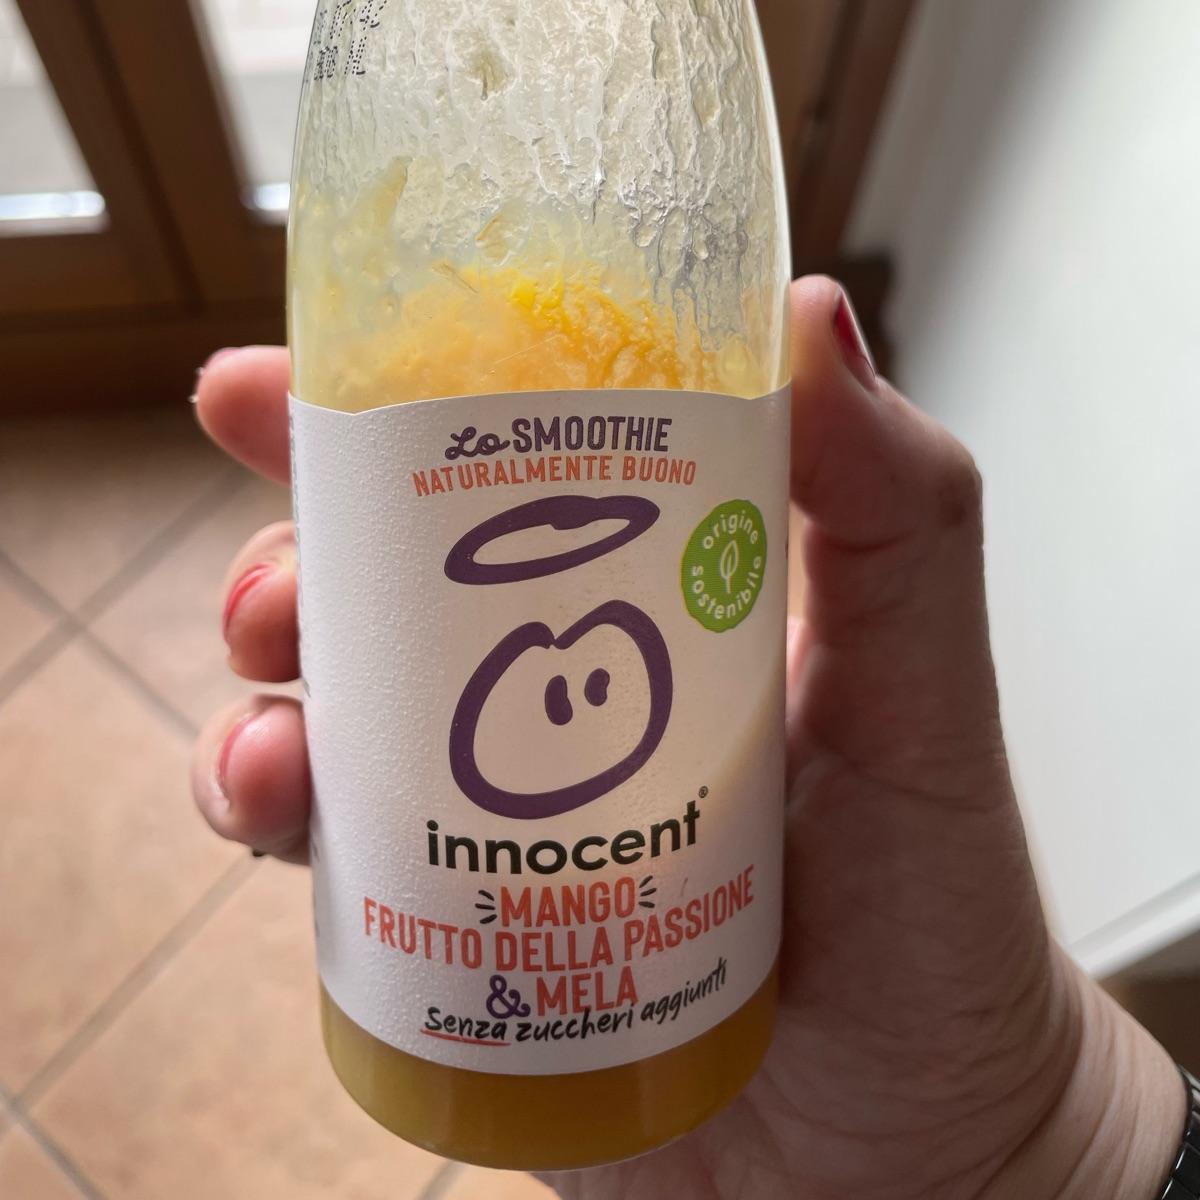 Lo SMOOTHIE
NATURALMENTE BUONO
origine
sostenibile
innocent®
MANGO
FRUTTO DELLA PASSIONE
& MELA
Senza zuccheri aggiunti